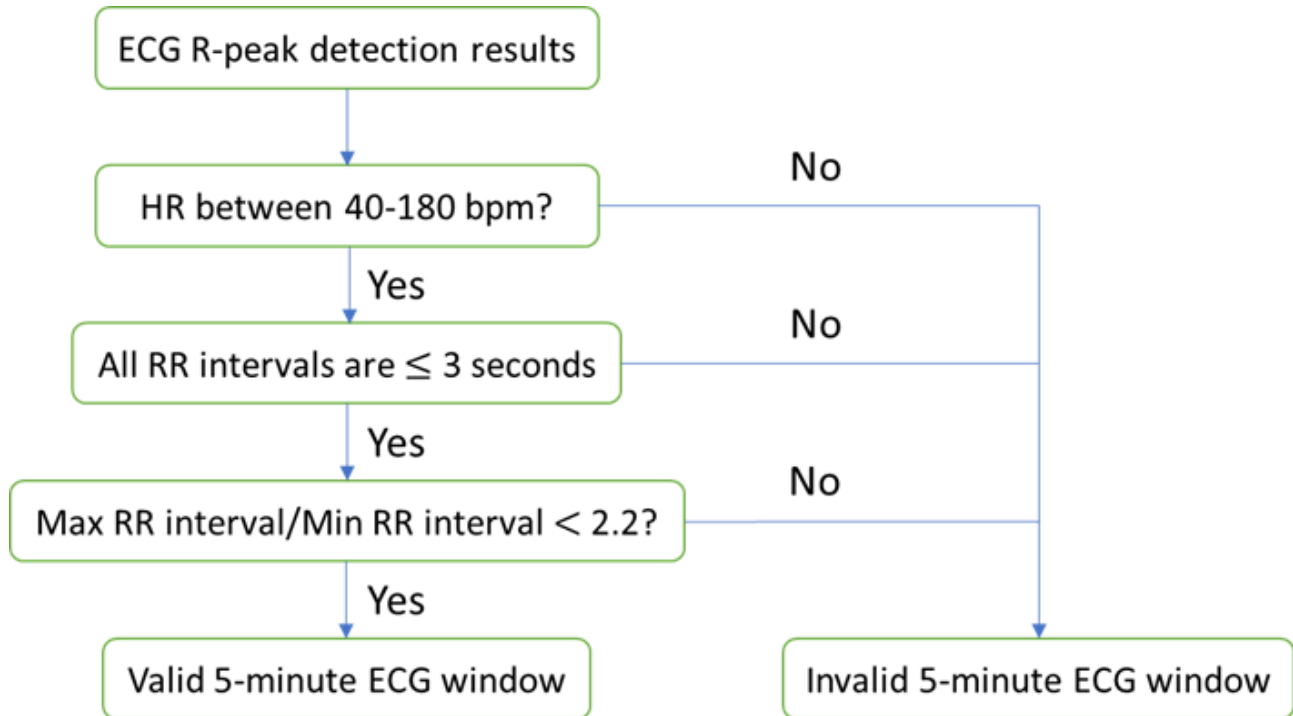 ECG R-peak detection results
No
HR between 40-180 bpm?
Yes
No
All RR intervals are ≤ 3 seconds
Yes
No
Max RR interval/Min RR interval < 2.2?
Yes
Valid 5-minute ECG window
Invalid 5-minute ECG window